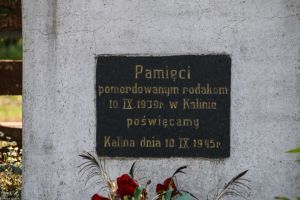 Pamięci
pomordowanym rodakom
10 IX 1939r. w Kalinie
poświęcamy
Kalina dnia 10 IX 1945r.